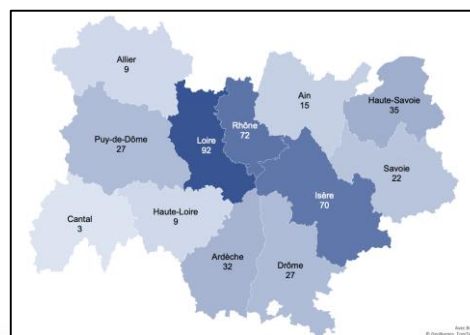 Allier
9
Ain
15
Haute-Savoie
35
Puy-de-Dôme
27
Loire
92
Rhône
72
Savoie
22
Isère
70
Cantal
3
Haute-Loire
9
Ardèche
32
Drôme
27